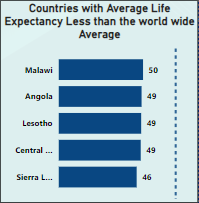 Countries with Average Life
Expectancy Less than the world wide
Average
Malawi 50
Angola 49
Lesotho 49
Central ... 49
Sierra L... 46